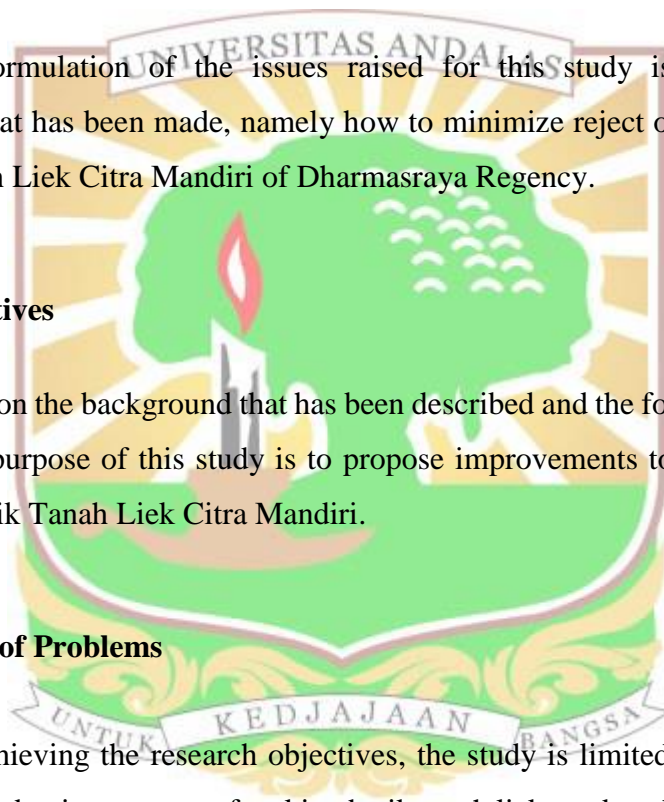 UNIVERSITAS ANDALAS
ormulation of the issues raised for this study is
at has been made, namely how to minimize reject
Liek Citra Mandiri of Dharmasraya Regency.
tives
on the background that has been described and the
purpose of this study is to propose improvements to
ik Tanah Liek Citra Mandiri.
of Problems
UNTUK KEDJAJAAN BANGSA
hieving the research objectives, the study is limited